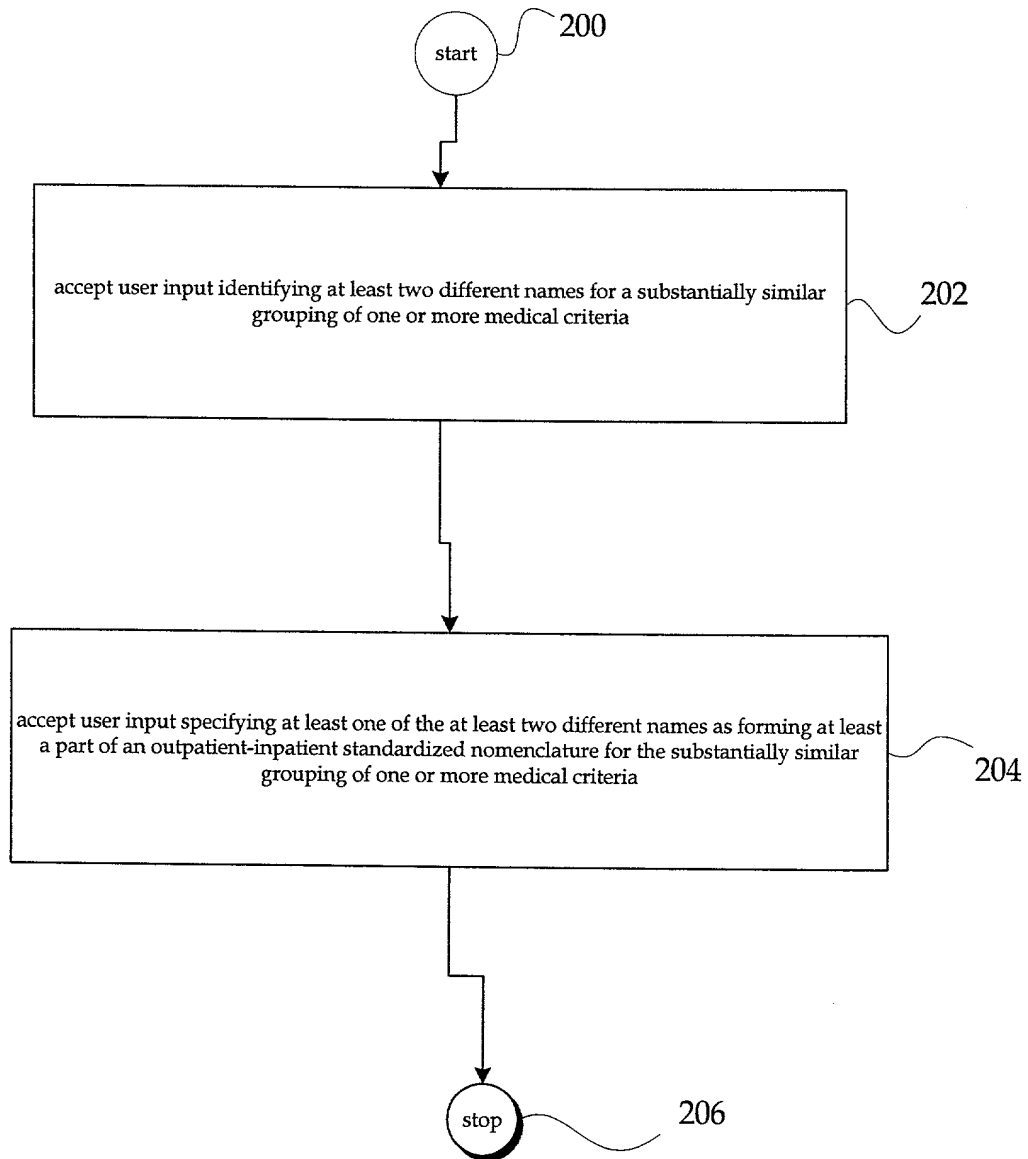 start
200
accept user input identifying at least two different names for a substantially similar
grouping of one or more medical criteria
202
accept user input specifying at least one of the at least two different names as forming at least
a part of an outpatient-inpatient standardized nomenclature for the substantially similar
grouping of one or more medical criteria
204
stop
206